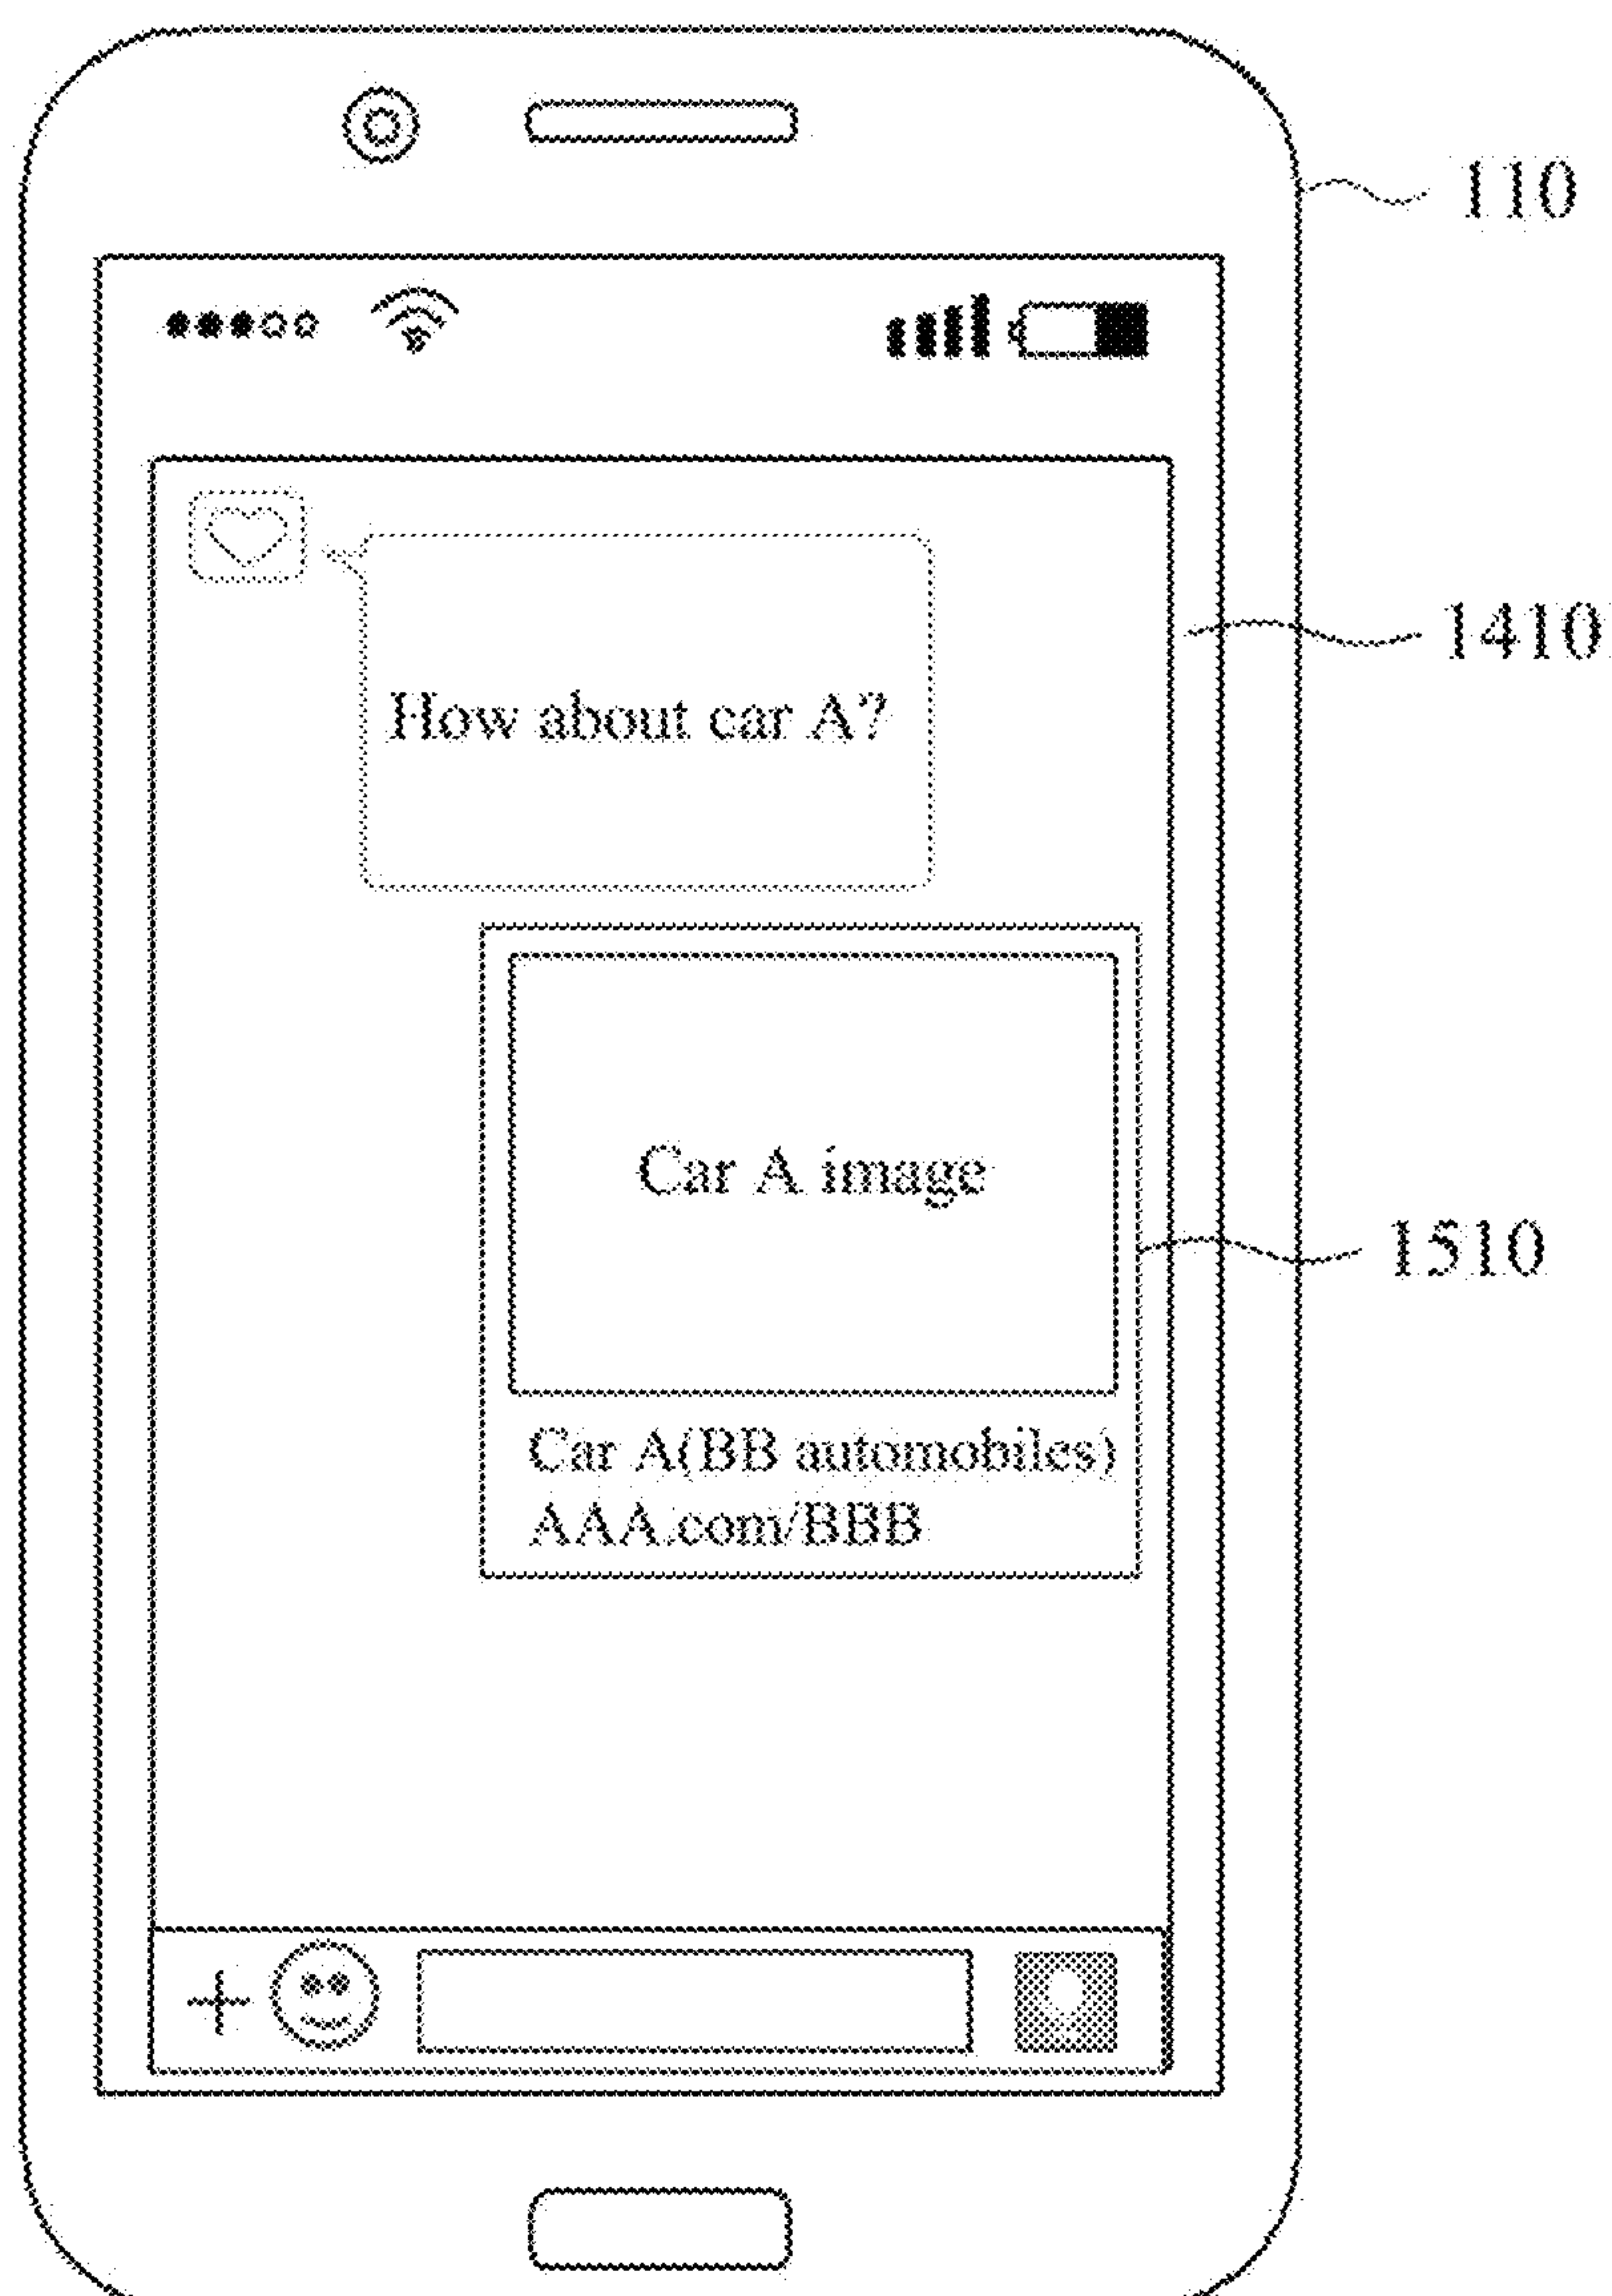 110
1410
How about car A?
Car A image
1510
Car A(BB automobiles)
AAA.com/BBB